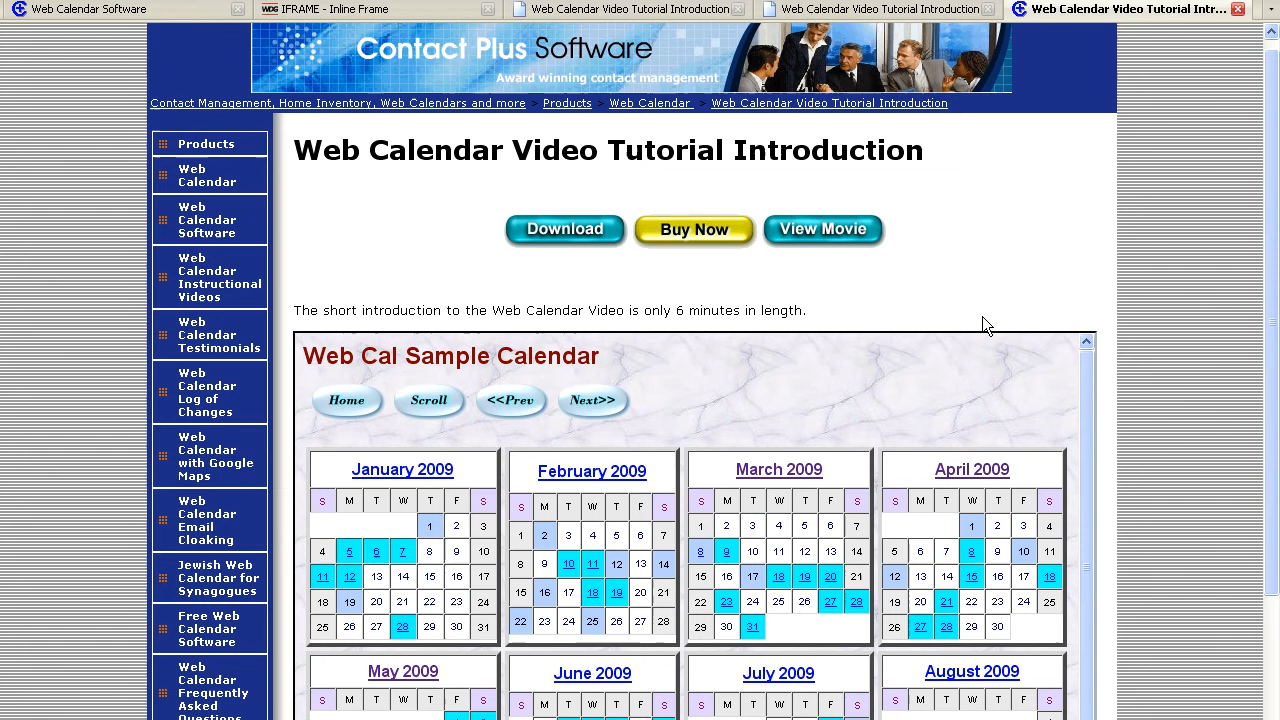 Web Calendar Software
IFRAME - Inline Frame
Web Calendar Video Tutorial Introduction
Web Calendar Video Tutorial Introduction
Web Calendar Video Tutorial Intr...
Contact Plus Software
Award winning contact management
Contact Management, Home Inventory, Web Calendars and more > Products > Web Calendar > Web Calendar Video Tutorial Introduction
Products
Web
Calendar
Web
Calendar
Software
Web
Calendar
Instructional
Videos
Web
Calendar
Testimonials
Web
Calendar
Log of
Changes
Web
Calendar
with Google
Maps
Web
Calendar
Email
Cloaking
Jewish Web
Calendar for
Synagogues
Free Web
Calendar
Software
Web
Calendar
Frequently
Asked
Questions
Web Calendar Video Tutorial Introduction
Download Buy Now View Movie
The short introduction to the Web Calendar Video is only 6 minutes in length.
Web Cal Sample Calendar
Home Scroll <<Prev Next>>
January 2009
S M T W T F S
1 2 3
4 5 6 7 8 9 10
11 12 13 14 15 16 17
18 19 20 21 22 23 24
25 26 27 28 29 30 31
February 2009
S M T W T F S
1 2 3 4 5 6 7
8 9 10 11 12 13 14
15 16 17 18 19 20 21
22 23 24 25 26 27 28
March 2009
S M T W T F S
1 2 3 4 5 6 7
8 9 10 11 12 13 14
15 16 17 18 19 20 21
22 23 24 25 26 27 28
29 30 31
April 2009
S M T W T F S
1 2 3 4
5 6 7 8 9 10 11
12 13 14 15 16 17 18
19 20 21 22 23 24 25
26 27 28 29 30
May 2009
S M T W T F S
June 2009
S M T W T F S
July 2009
S M T W T F S
August 2009
S M T W T F S